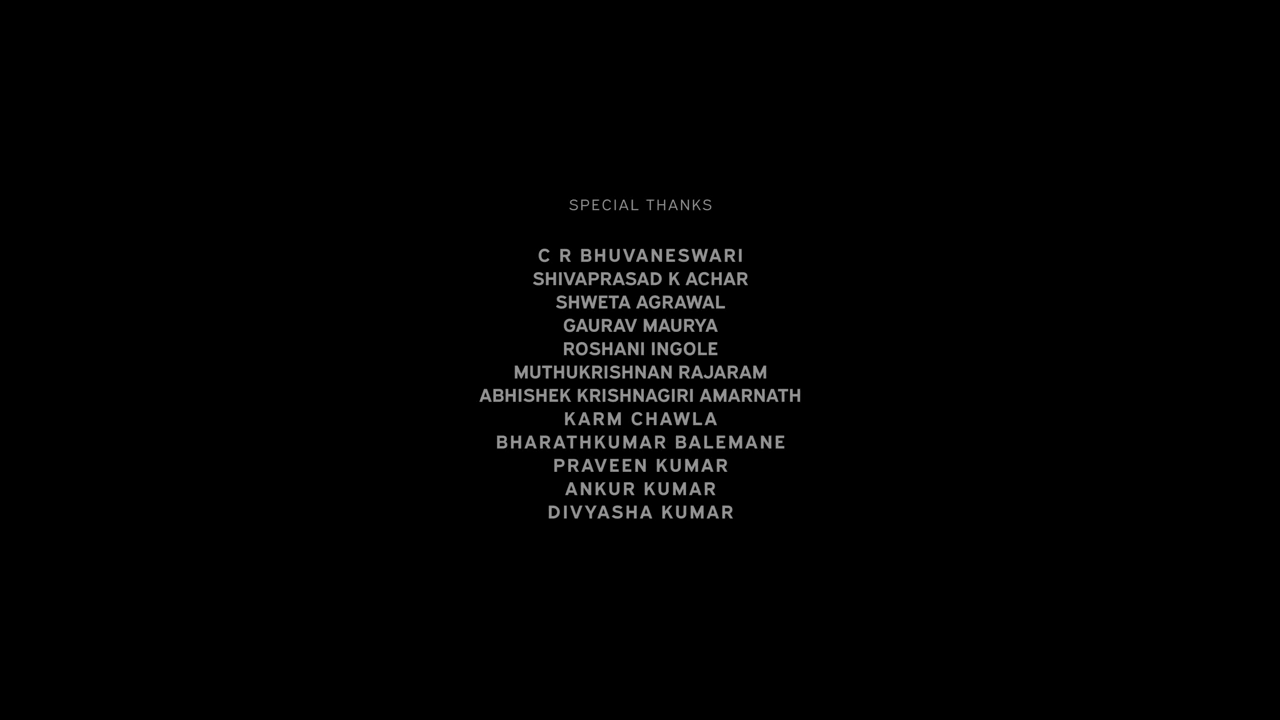 SPECIAL THANKS
C R BHUVANESWARI
SHIVAPRASAD K ACHAR
SHWETA AGRAWAL
GAURAV MAURYA
ROSHANI INGOLE
MUTHUKRISHNAN RAJARAM
ABHISHEK KRISHNAGIRI AMARNATH
KARM CHAWLA
BHARATHKUMAR BALEMANE
PRAVEEN KUMAR
ANKUR KUMAR
DIVYASHA KUMAR